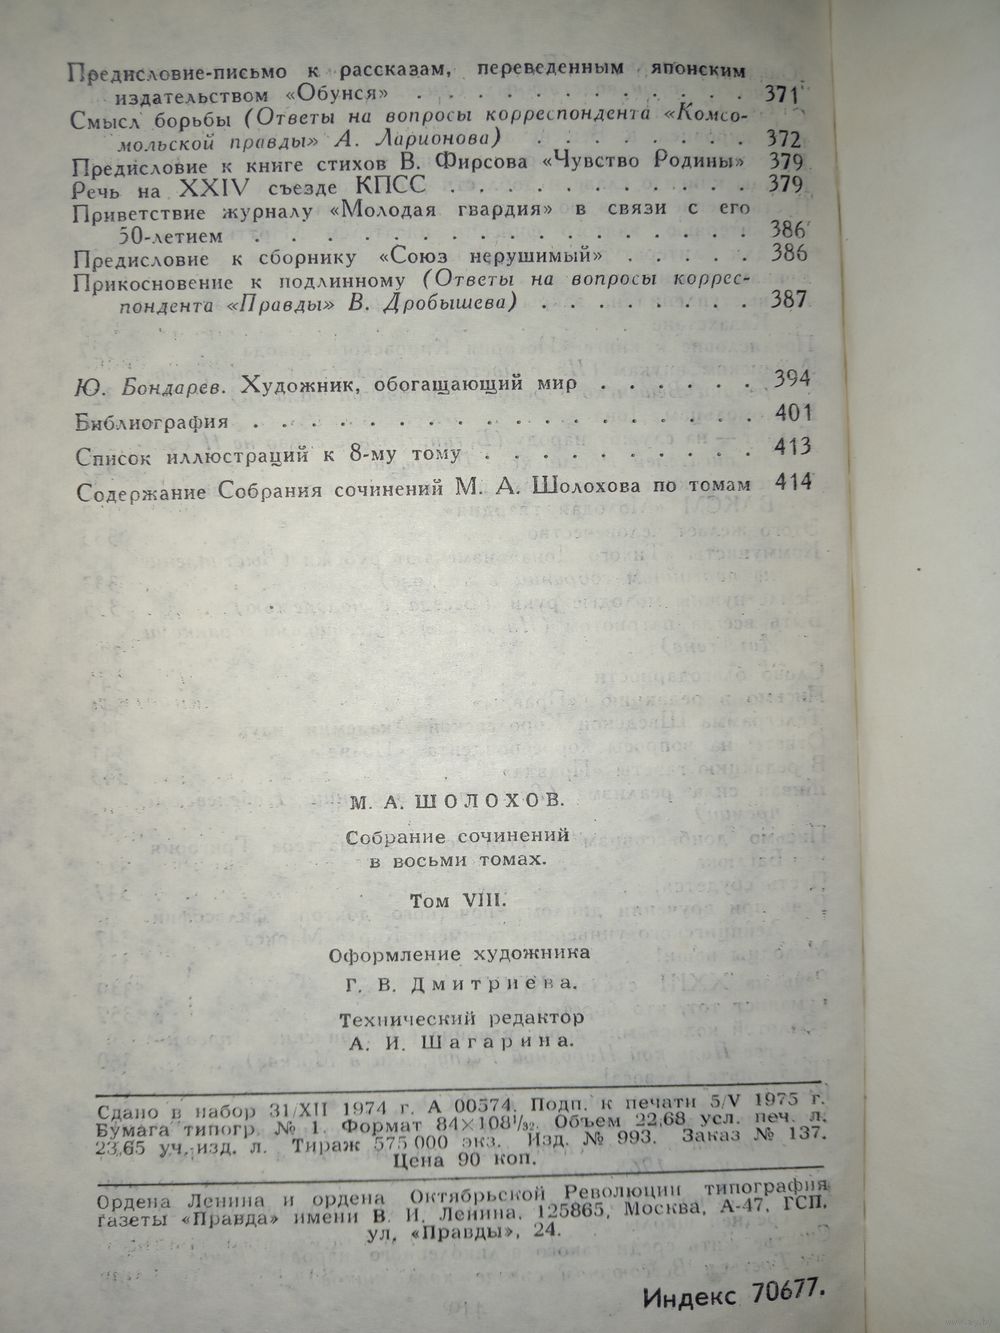 Предисловие-письмо к рассказам, переведенным японским
издательством «Обунся» . . . . . . . . . . . . 371
Смысл борьбы (Ответы на вопросы корреспондента «Комсо-
мольской правды» А. Ларионова) . . . . . . . . 372
Предисловие к книге стихов В. Фирсова «Чувство Родины» 379
Речь на XXIV съезде КПСС . . . . . . . . . . . 379
Приветствие журналу «Молодая гвардия» в связи с его
50-летием . . . . . . . . . . . . . . . . . . 386
Предисловие к сборнику «Союз нерушимый» . . . . . 386
Прикосновение к подлинному (Ответы на вопросы коррес-
пондента «Правды» В. Дробышева) . . . . . . . . 387
Ю. Бондарев. Художник, обогащающий мир . . . . . . 394
Библиография . . . . . . . . . . . . . . . . . 401
Список иллюстраций к 8-му тому . . . . . . . . . . 413
Содержание Собрания сочинений М. А. Шолохова по томам 414
М. А. ШОЛОХОВ.
Собрание сочинений
в восьми томах.
Том VIII.
Оформление художника
Г. В. Дмитриева.
Технический редактор
А. И. Шагарина.
Сдано в набор 31/XII 1974 г. А 00574. Подп. к печати 5/V 1975 г.
Бумага типогр. № 1. Формат 84×108¹/₃₂. Объем 22,68 усл. печ. л.
23,65 уч.-изд. л. Тираж 575 000 экз. Изд. № 993. Заказ № 137.
Цена 90 коп.
Ордена Ленина и ордена Октябрьской Революции типография
газеты «Правда» имени В. И. Ленина. 125865, Москва, А-47, ГСП,
ул. «Правды», 24.
Индекс 70677.